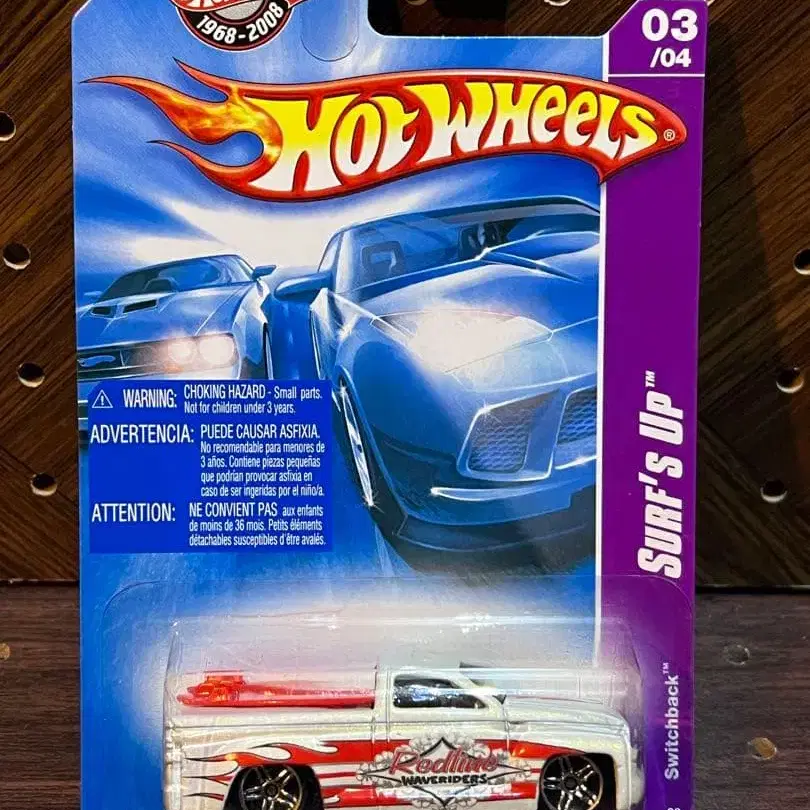 1968-2008
HOT WHEELS®
03
/04
WARNING: CHOKING HAZARD - Small parts.
Not for children under 3 years.
ADVERTENCIA: PUEDE CAUSAR ASFIXIA.
No recomendable para menores de
3 años. Contiene piezas pequeñas
que podrían provocar asfixia en
caso de ser ingeridas por el niño/a.
ATTENTION: NE CONVIENT PAS aux enfants
de moins de 36 mois. Petits éléments
détachables susceptibles d'être avalés.
SURF'S UP™
Switchback™
Redline
WAVERIDERS